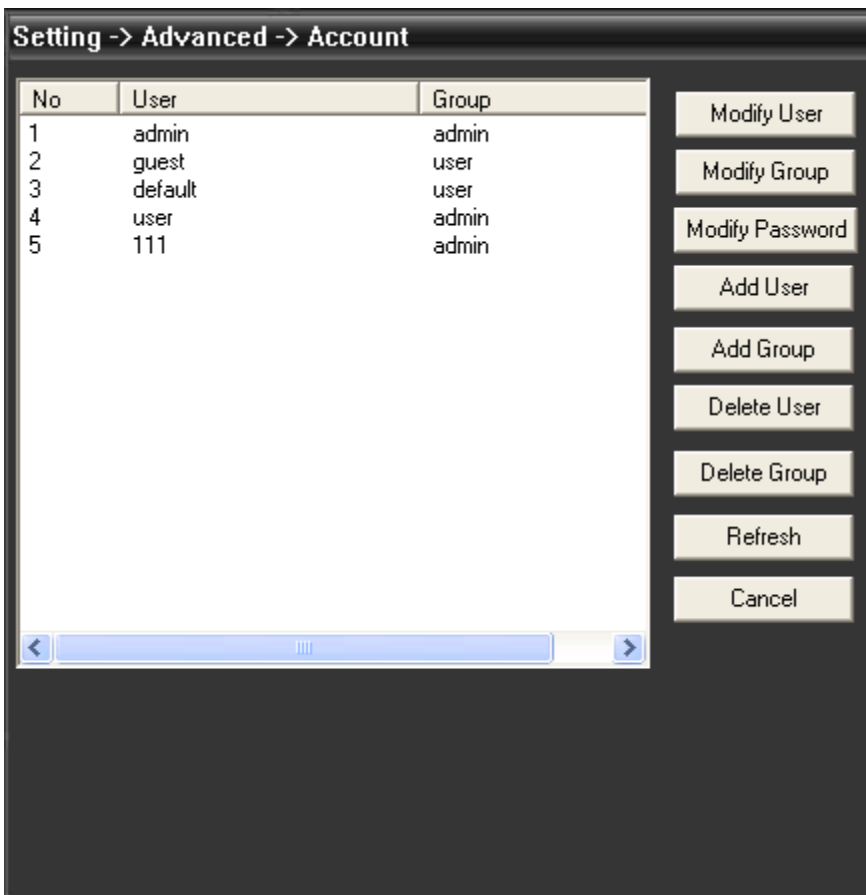 Setting -> Advanced -> Account
No User Group
1 admin admin
2 guest user
3 default user
4 user admin
5 111 admin
Modify User
Modify Group
Modify Password
Add User
Add Group
Delete User
Delete Group
Refresh
Cancel